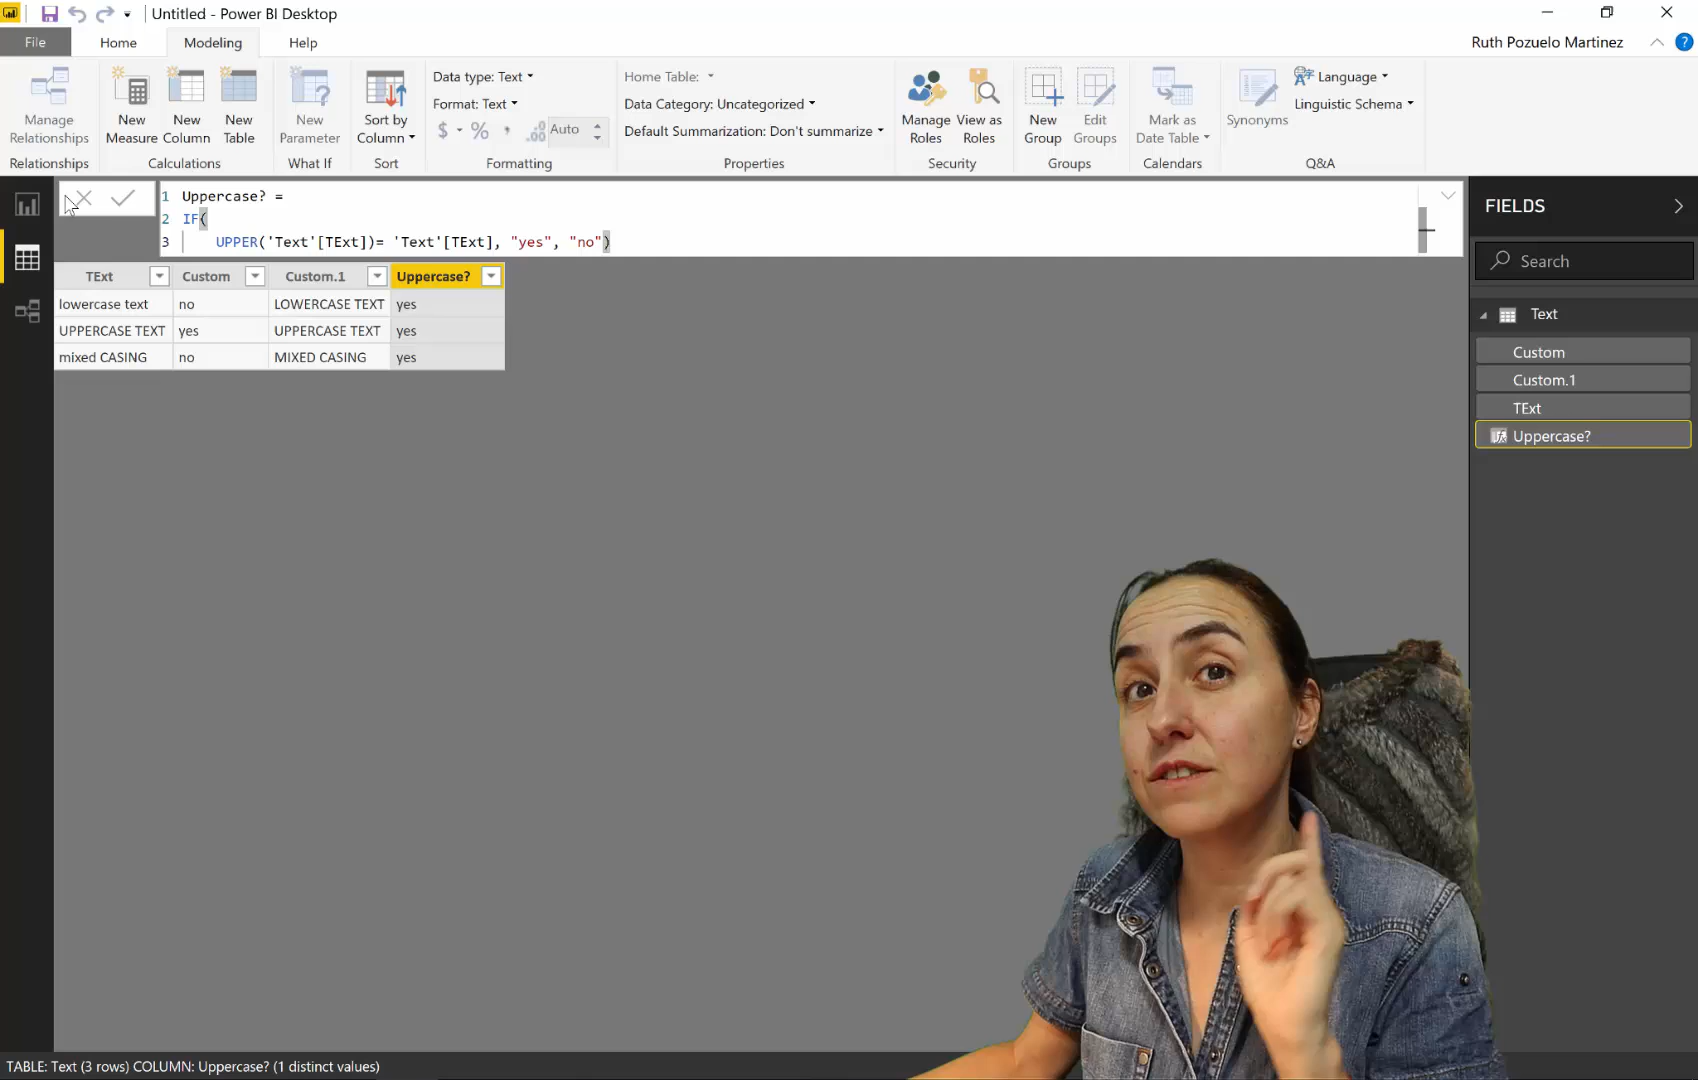 Untitled - Power BI Desktop
File Home Modeling Help
Ruth Pozuelo Martinez
?
Manage Relationships
Relationships
New Measure
New Column
New Table
Calculations
New Parameter
What If
Sort by Column
Sort
Data type: Text
Format: Text
$ % , .00 Auto
Formatting
Home Table:
Data Category: Uncategorized
Default Summarization: Don't summarize
Properties
Manage Roles
View as Roles
Security
New Group
Edit Groups
Groups
Mark as Date Table
Calendars
Synonyms
Language
Linguistic Schema
Q&A
1 Uppercase? =
2 IF(
3 UPPER('Text'[TExt])= 'Text'[TExt], "yes", "no")
TExt Custom Custom.1 Uppercase?
lowercase text no LOWERCASE TEXT yes
UPPERCASE TEXT yes UPPERCASE TEXT yes
mixed CASING no MIXED CASING yes
FIELDS
Search
Text
Custom
Custom.1
TExt
Uppercase?
TABLE: Text (3 rows) COLUMN: Uppercase? (1 distinct values)